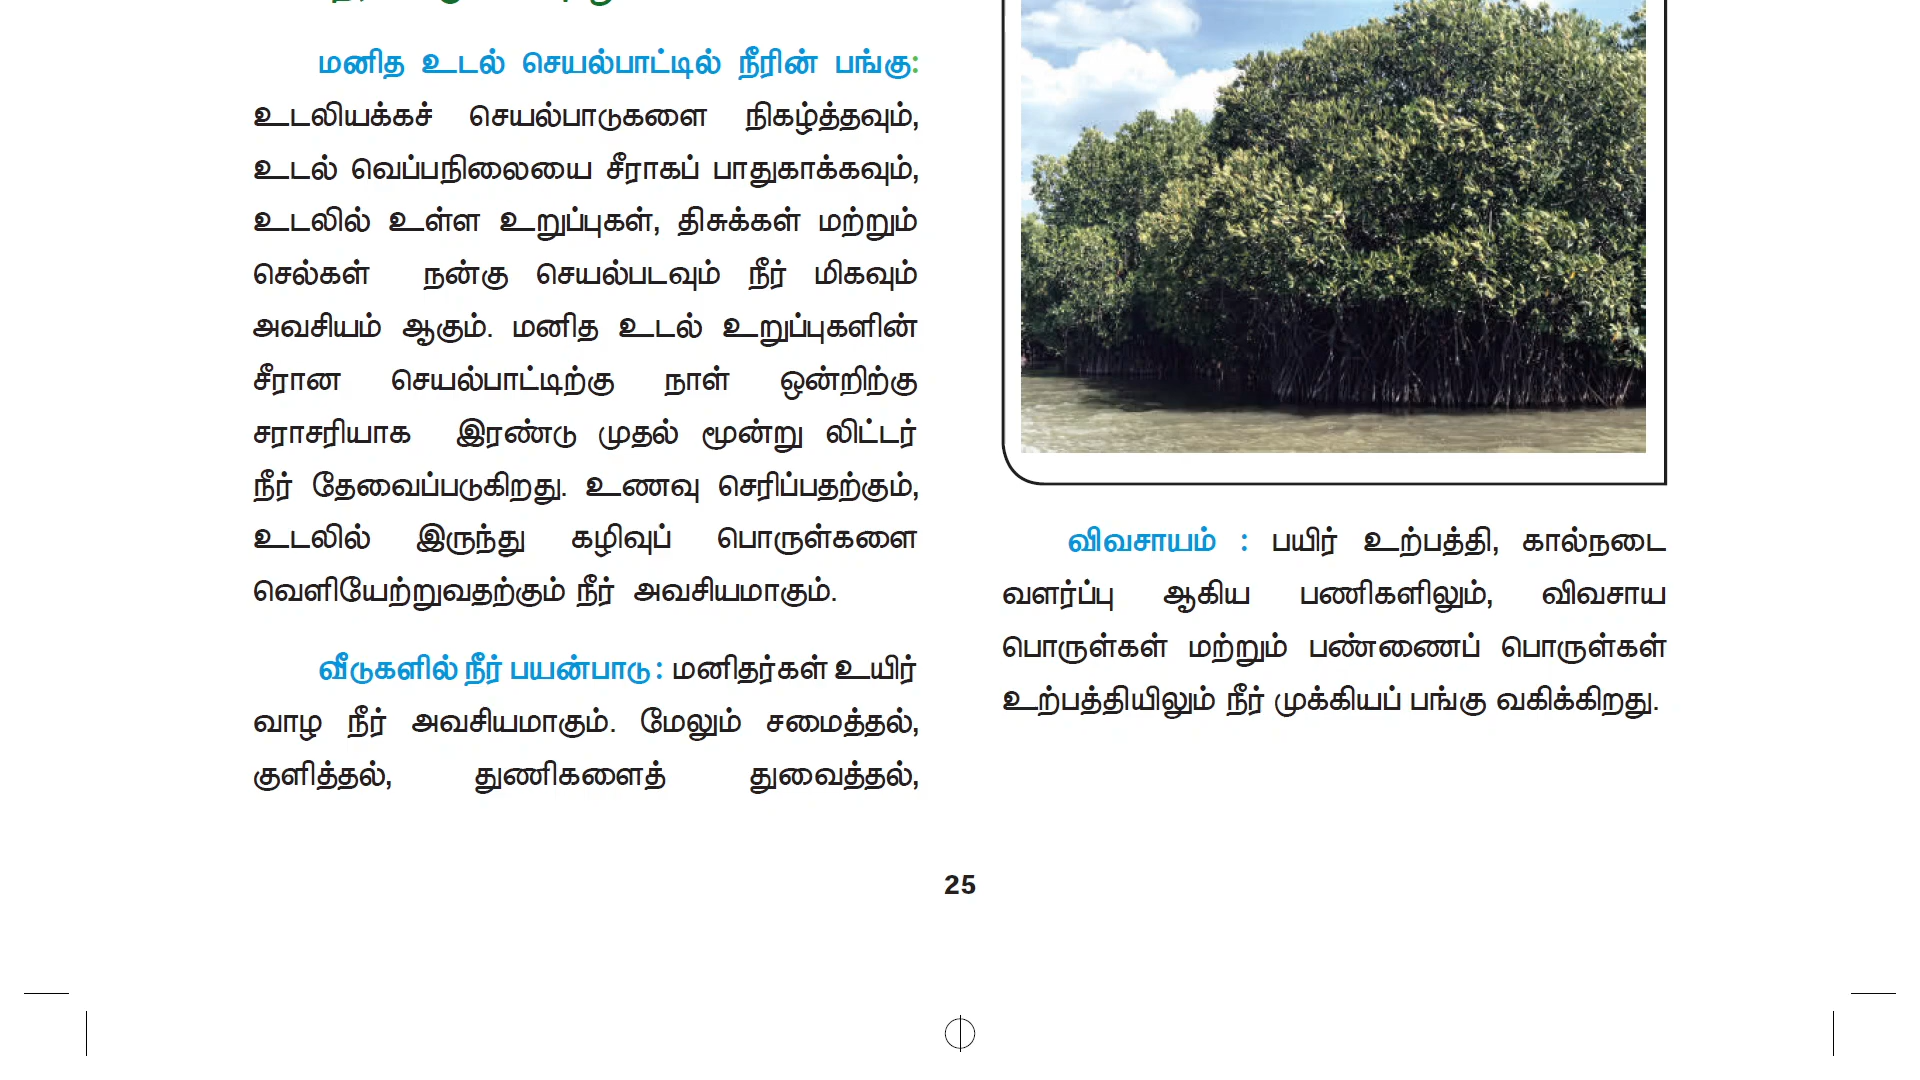 மனித உடல் செயல்பாட்டில் நீரின் பங்கு:
உடலியக்கச் செயல்பாடுகளை நிகழ்த்தவும்,
உடல் வெப்பநிலையை சீராகப் பாதுகாக்கவும்,
உடலில் உள்ள உறுப்புகள், திசுக்கள் மற்றும்
செல்கள் நன்கு செயல்படவும் நீர் மிகவும்
அவசியம் ஆகும். மனித உடல் உறுப்புகளின்
சீரான செயல்பாட்டிற்கு நாள் ஒன்றிற்கு
சராசரியாக இரண்டு முதல் மூன்று லிட்டர்
நீர் தேவைப்படுகிறது. உணவு செரிப்பதற்கும்,
உடலில் இருந்து கழிவுப் பொருள்களை
வெளியேற்றுவதற்கும் நீர் அவசியமாகும்.
வீடுகளில் நீர் பயன்பாடு : மனிதர்கள் உயிர்
வாழ நீர் அவசியமாகும். மேலும் சமைத்தல்,
குளித்தல், துணிகளைத் துவைத்தல்,
விவசாயம் : பயிர் உற்பத்தி, கால்நடை
வளர்ப்பு ஆகிய பணிகளிலும், விவசாய
பொருள்கள் மற்றும் பண்ணைப் பொருள்கள்
உற்பத்தியிலும் நீர் முக்கியப் பங்கு வகிக்கிறது.
25